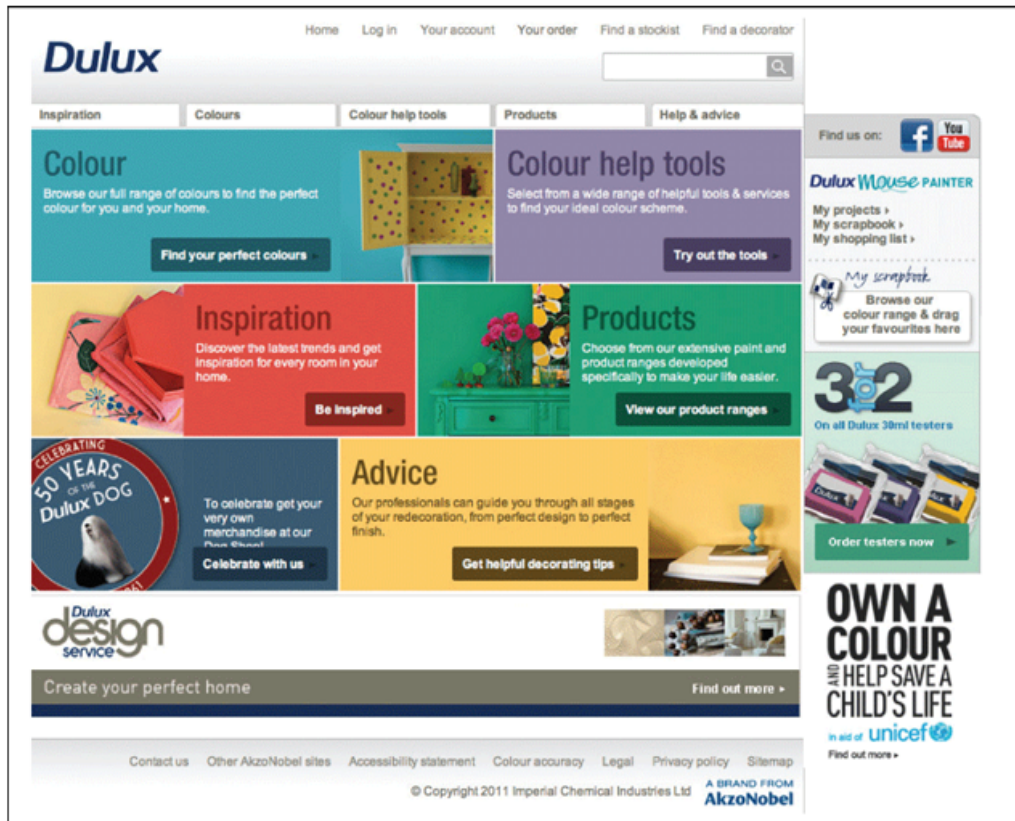 Home Log in Your account Your order Find a stockist Find a decorator
Dulux
Inspiration Colours Colour help tools Products Help & advice
Colour
Browse our full range of colours to find the perfect
colour for you and your home.
Find your perfect colours
Colour help tools
Select from a wide range of helpful tools & services
to find your ideal colour scheme.
Try out the tools
Inspiration
Discover the latest trends and get
inspiration for every room in your
home.
Be inspired
Products
Choose from our extensive paint and
product ranges developed
specifically to make your life easier.
View our product ranges
CELEBRATING
50 YEARS
OF THE
Dulux DOG
To celebrate get your
very own
merchandise at our
Dog Shop!
Celebrate with us
Advice
Our professionals can guide you through all stages
of your redecoration, from perfect design to perfect
finish.
Get helpful decorating tips
Dulux
design
service
Create your perfect home
Find out more
Find us on:
You
Tube
Dulux MOUSE PAINTER
My projects
My scrapbook
My shopping list
My scrapbook
Browse our
colour range & drag
your favourites here
3 for 2
On all Dulux 30ml testers
Order testers now
OWN A
COLOUR
AND HELP SAVE A
CHILD'S LIFE
in aid of unicef
Find out more
Contact us Other AkzoNobel sites Accessibility statement Colour accuracy Legal Privacy policy Sitemap
© Copyright 2011 Imperial Chemical Industries Ltd
A BRAND FROM
AkzoNobel